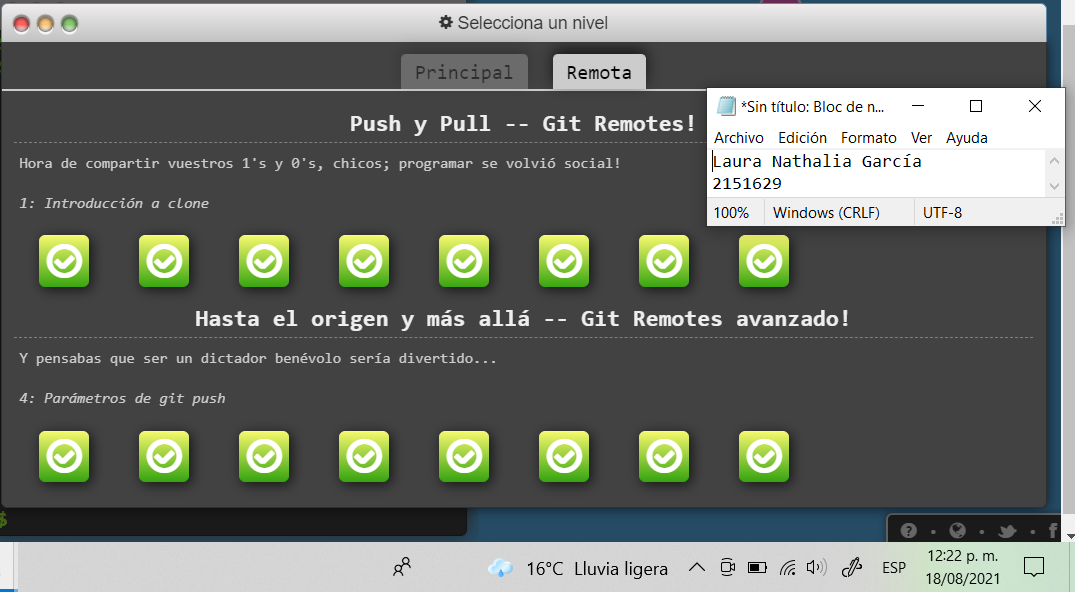 Selecciona un nivel
Principal
Remota
Push y Pull -- Git Remotes!
Hora de compartir vuestros 1's y 0's, chicos; programar se volvió social!
1: Introducción a clone
*Sin título: Bloc de n...
Archivo Edición Formato Ver Ayuda
Laura Nathalia García
2151629
100% Windows (CRLF) UTF-8
Hasta el origen y más allá -- Git Remotes avanzado!
Y pensabas que ser un dictador benévolo sería divertido...
4: Parámetros de git push
$
16°C Lluvia ligera
ESP
12:22 p. m.
18/08/2021